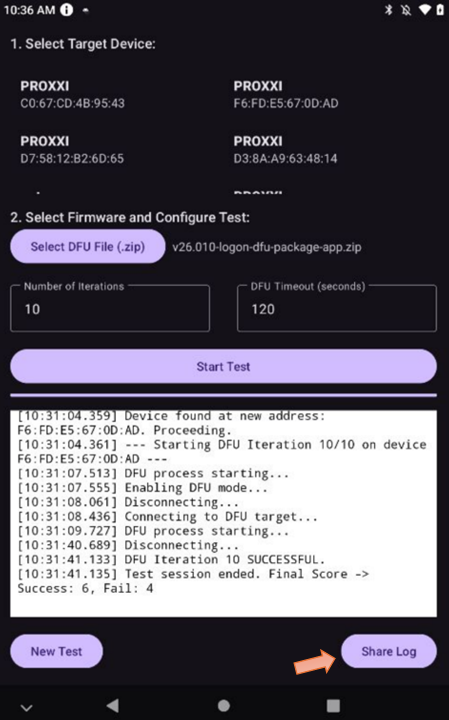 10:36 AM
1. Select Target Device:
PROXXI
C0:67:CD:4B:95:43
PROXXI
F6:FD:E5:67:0D:AD
PROXXI
D7:58:12:B2:6D:65
PROXXI
D3:8A:A9:63:48:14
2. Select Firmware and Configure Test:
Select DFU File (.zip)
v26.010-logon-dfu-package-app.zip
Number of Iterations
10
DFU Timeout (seconds)
120
Start Test
[10:31:04.359] Device found at new address:
F6:FD:E5:67:0D:AD. Proceeding.
[10:31:04.361] --- Starting DFU Iteration 10/10 on device
F6:FD:E5:67:0D:AD ---
[10:31:07.513] DFU process starting...
[10:31:07.555] Enabling DFU mode...
[10:31:08.061] Disconnecting...
[10:31:08.436] Connecting to DFU target...
[10:31:09.727] DFU process starting...
[10:31:40.689] Disconnecting...
[10:31:41.133] DFU Iteration 10 SUCCESSFUL.
[10:31:41.135] Test session ended. Final Score ->
Success: 6, Fail: 4
New Test
Share Log